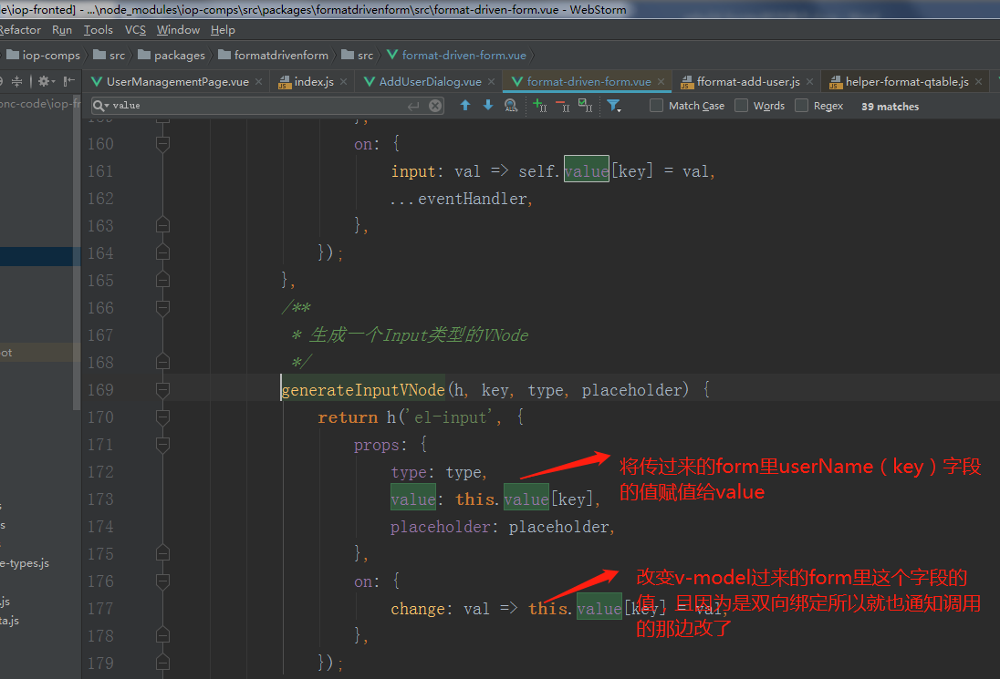 le\iop-fronted] - ...\node_modules\iop-comps\src\packages\formatdrivenform\src\format-driven-form.vue - WebStorm
Refactor Run Tools VCS Window Help
iop-comps src packages formatdrivenform src format-driven-form.vue
UserManagementPage.vue index.js AddUserDialog.vue format-driven-form.vue fformat-add-user.js helper-format-qtable.js
onc-code\iop-fr
value Match Case Words Regex 39 matches
160 on: {
161 input: val => self.value[key] = val,
162 ...eventHandler,
163 },
164 });
165 },
166 /**
167 * 生成一个Input类型的VNode
168 */
169 generateInputVNode(h, key, type, placeholder) {
170 return h('el-input', {
171 props: {
172 type: type,
173 value: this.value[key],
174 placeholder: placeholder,
175 },
176 on: {
177 change: val => this.value[key] = val,
178 },
179 });
将传过来的form里userName（key）字段
的值赋值给value
改变v-model过来的form里这个字段的
值，且因为是双向绑定所以就也通知调用
的那边改了
oot
s
e-types.js
.js
ta.js